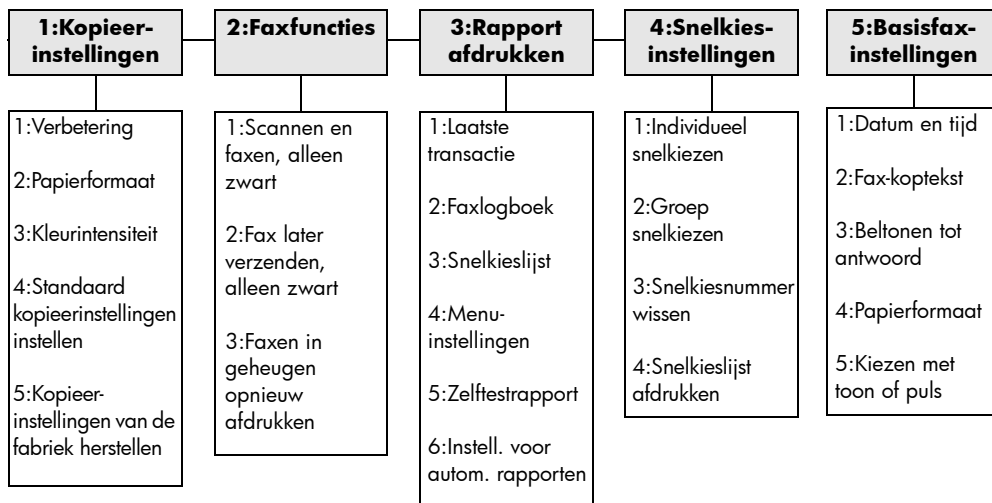 1:Kopieer-
instellingen
1:Verbetering
2:Papierformaat
3:Kleurintensiteit
4:Standaard
kopieerinstellingen
instellen
5:Kopieer-
instellingen van de
fabriek herstellen
2:Faxfuncties
1:Scannen en
faxen, alleen
zwart
2:Fax later
verzenden,
alleen zwart
3:Faxen in
geheugen
opnieuw
afdrukken
3:Rapport
afdrukken
1:Laatste
transactie
2:Faxlogboek
3:Snelkieslijst
4:Menu-
instellingen
5:Zelftestrapport
6:Instell. voor
autom. rapporten
4:Snelkies-
instellingen
1:Individueel
snelkiezen
2:Groep
snelkiezen
3:Snelkiesnummer
wissen
4:Snelkieslijst
afdrukken
5:Basisfax-
instellingen
1:Datum en tijd
2:Fax-koptekst
3:Beltonen tot
antwoord
4:Papierformaat
5:Kiezen met
toon of puls